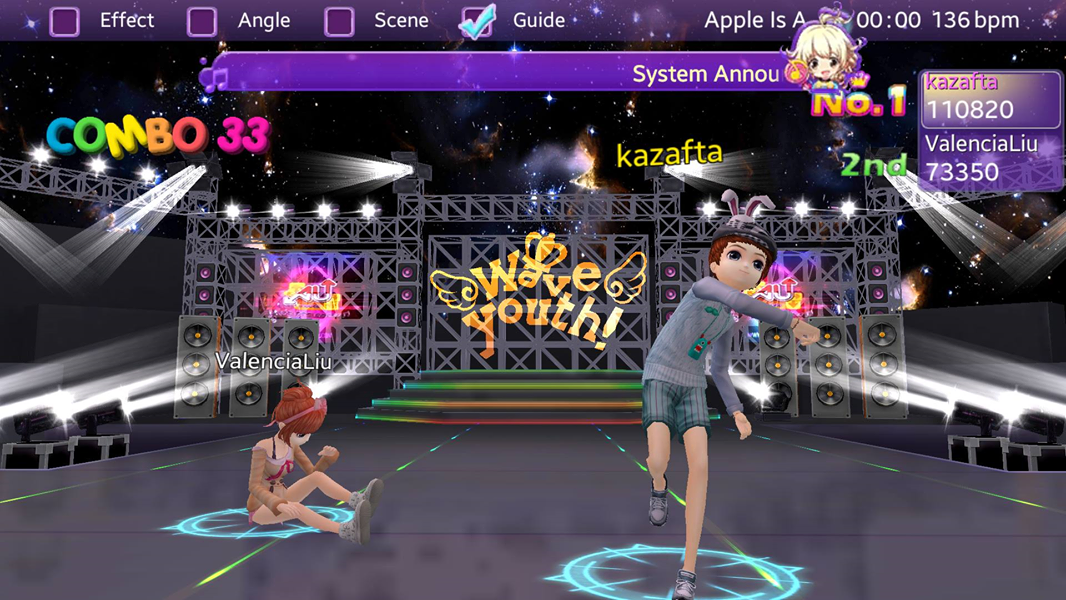 Effect
Angle
Scene
Guide
Apple Is A
00:00
136 bpm
System Annou
No.1
kazafta
110820
2nd
ValenciaLiu
73350
COMBO 33
kazafta
Wave
youth!
ValenciaLiu